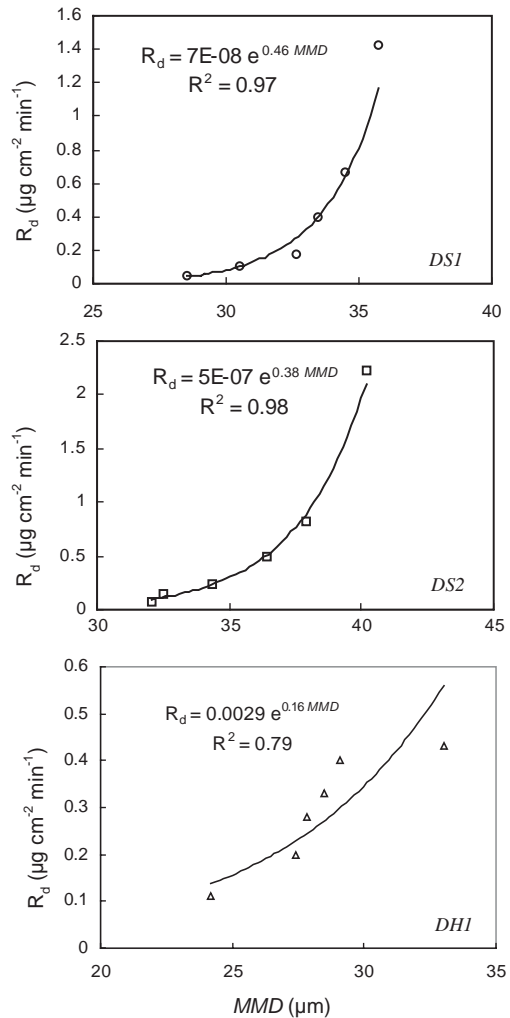 1.6
1.4
1.2
1
0.8
0.6
0.4
0.2
0
R_d (µg cm⁻² min⁻¹)
R_d = 7E-08 e^0.46 MMD
R² = 0.97
DS1
25 30 35 40
2.5
2
1.5
1
0.5
0
R_d (µg cm⁻² min⁻¹)
R_d = 5E-07 e^0.38 MMD
R² = 0.98
DS2
30 35 40 45
0.6
0.5
0.4
0.3
0.2
0.1
0
R_d (µg cm⁻² min⁻¹)
R_d = 0.0029 e^0.16 MMD
R² = 0.79
DH1
20 25 33 35
MMD (µm)